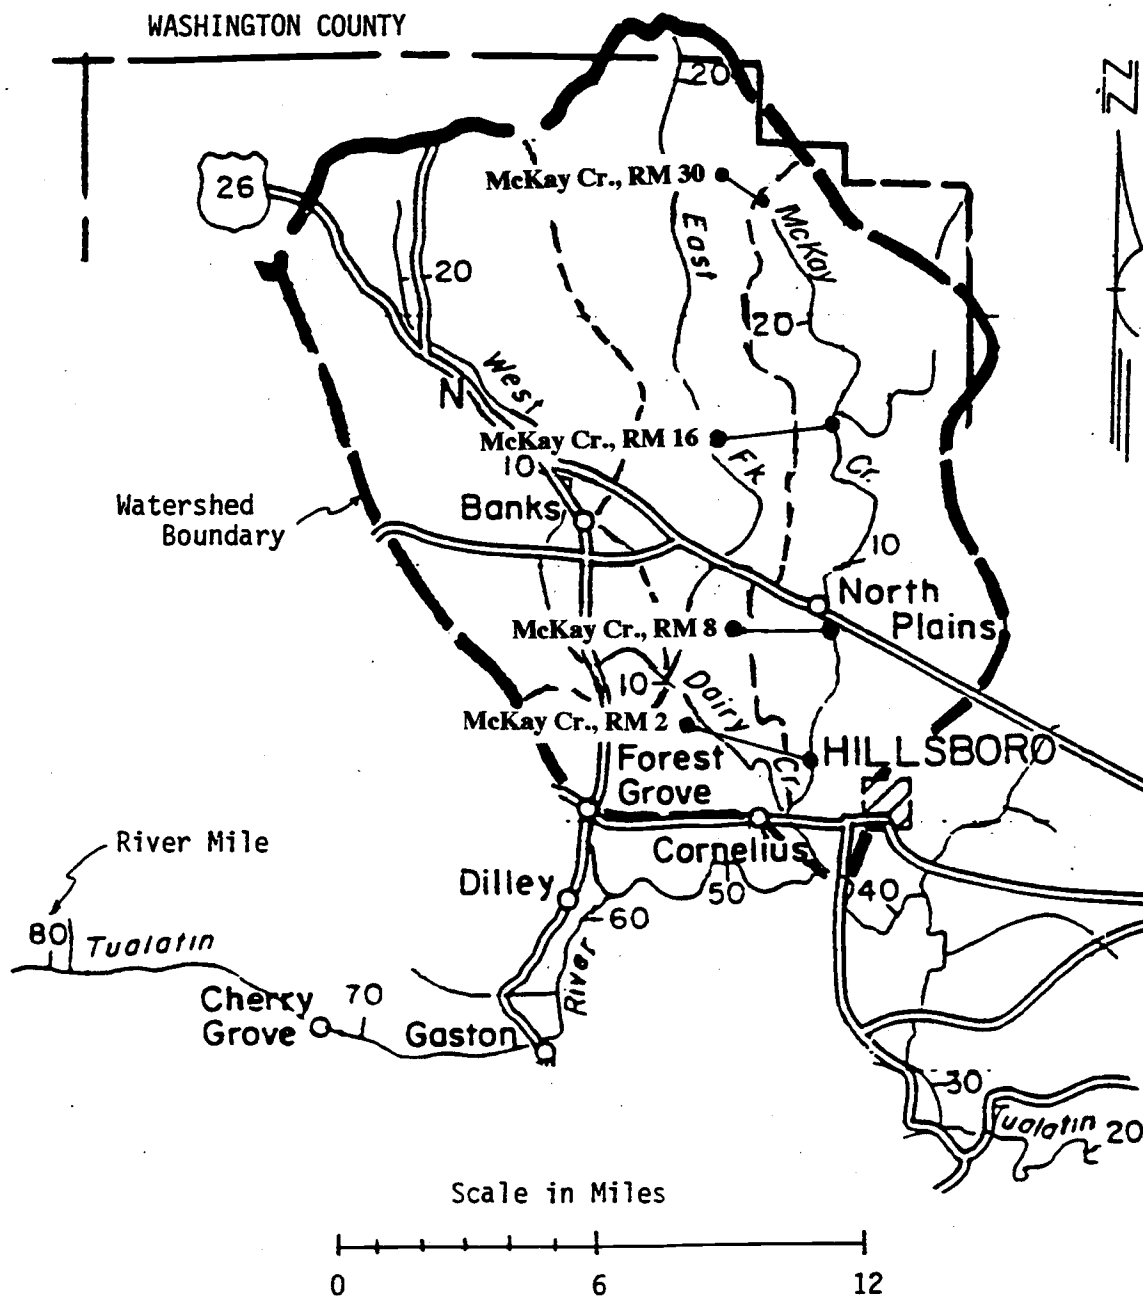 WASHINGTON COUNTY
20
McKay Cr., RM 30
26
East
McKay
20
20
West
N
McKay Cr., RM 16
10
Fk
Cr.
Banks
Watershed
Boundary
10
North
Plains
McKay Cr., RM 8
10
Dairy
McKay Cr., RM 2
Cr.
HILLSBORO
Forest
Grove
River Mile
Cornelius
Dilley
50
40
60
80
Tualatin
River
Cherry
Grove
70
Gaston
30
Tualatin
20
Scale in Miles
0 6 12